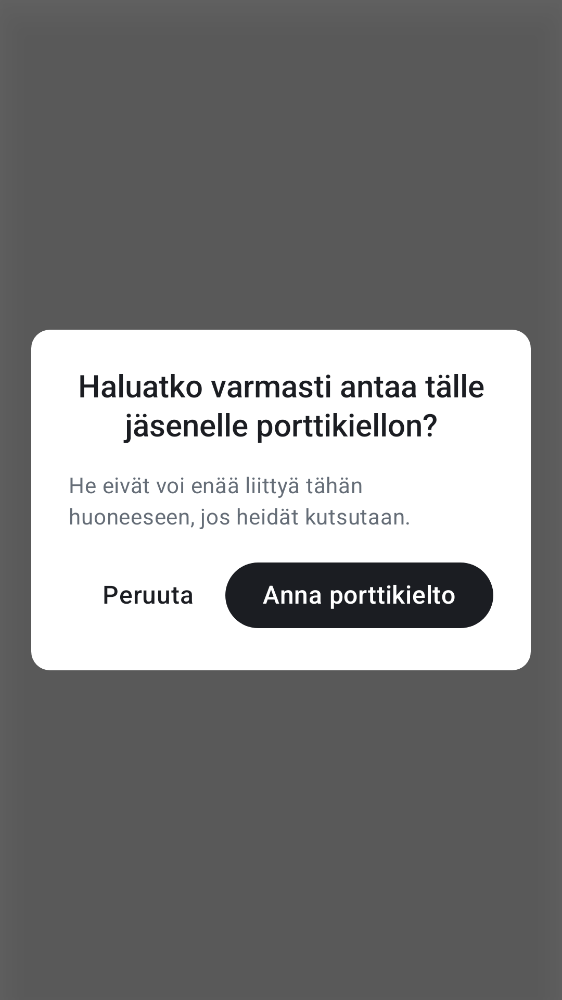 Haluatko varmasti antaa tälle
jäsenelle porttikiellon?
He eivät voi enää liittyä tähän
huoneeseen, jos heidät kutsutaan.
Peruuta
Anna porttikielto